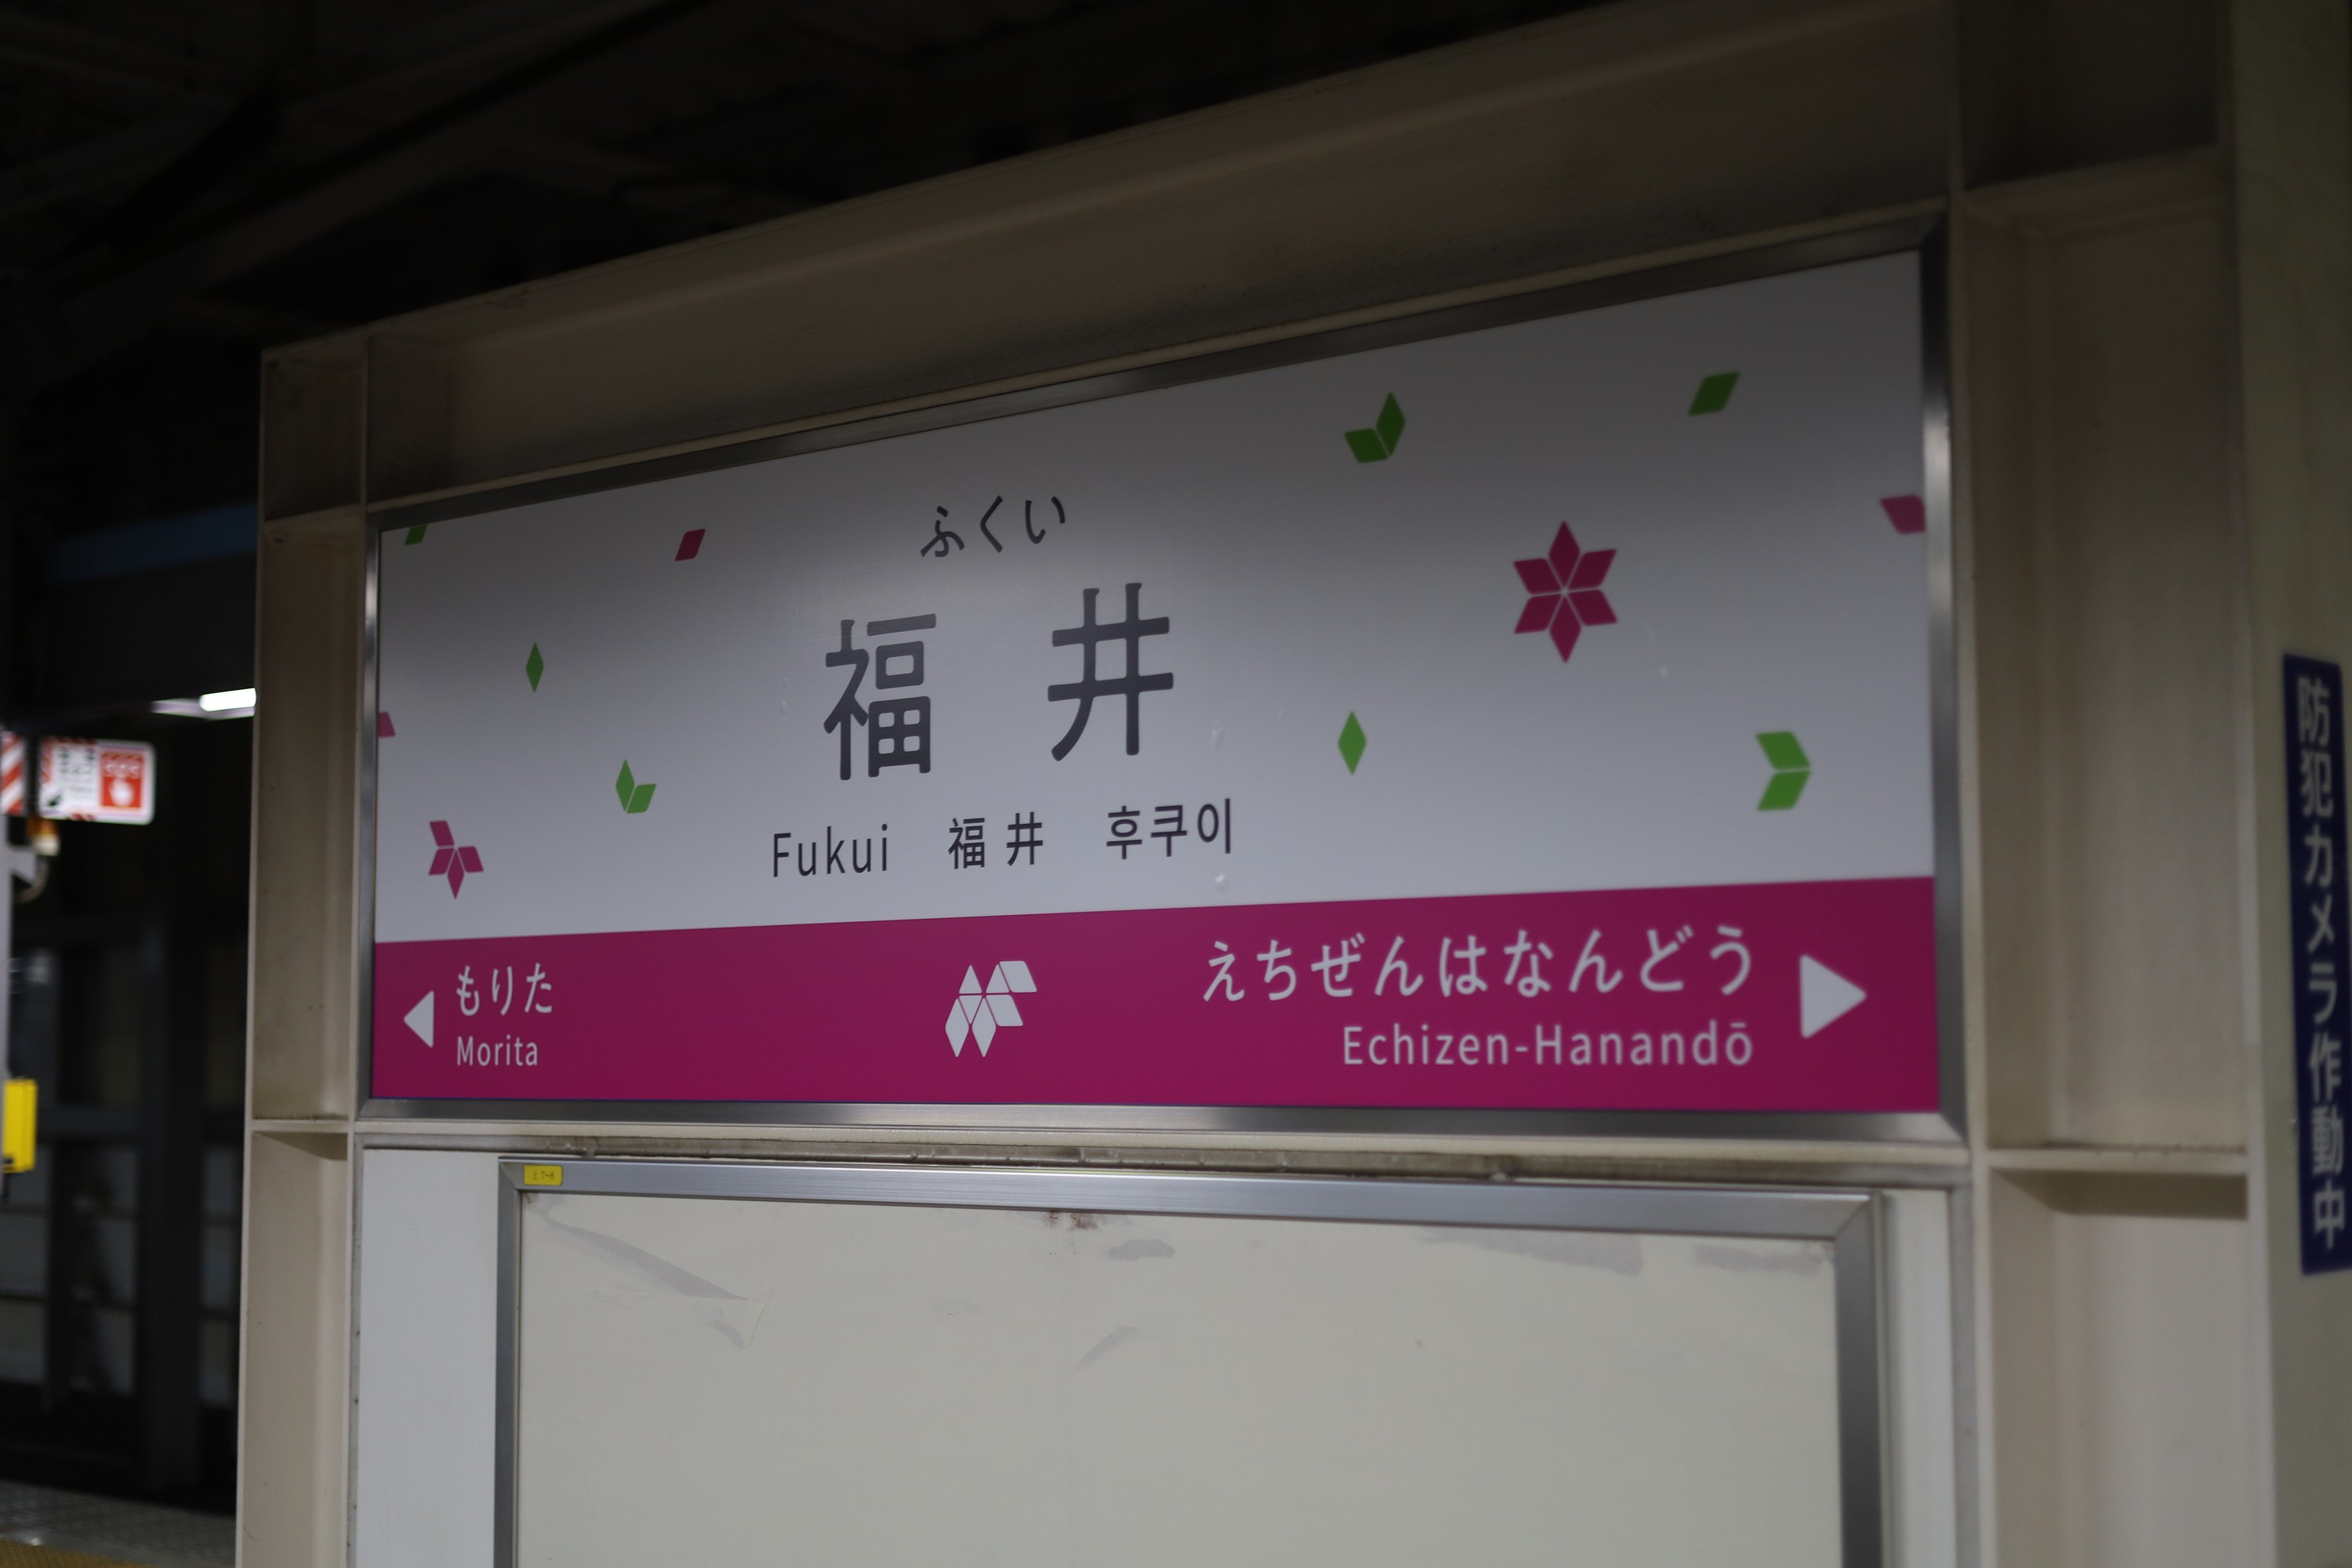 ふくい
福井
Fukui 福井 후쿠이
もりた
Morita
えちぜんはなんどう
Echizen-Hanandō
防犯カメラ作動中
SOS